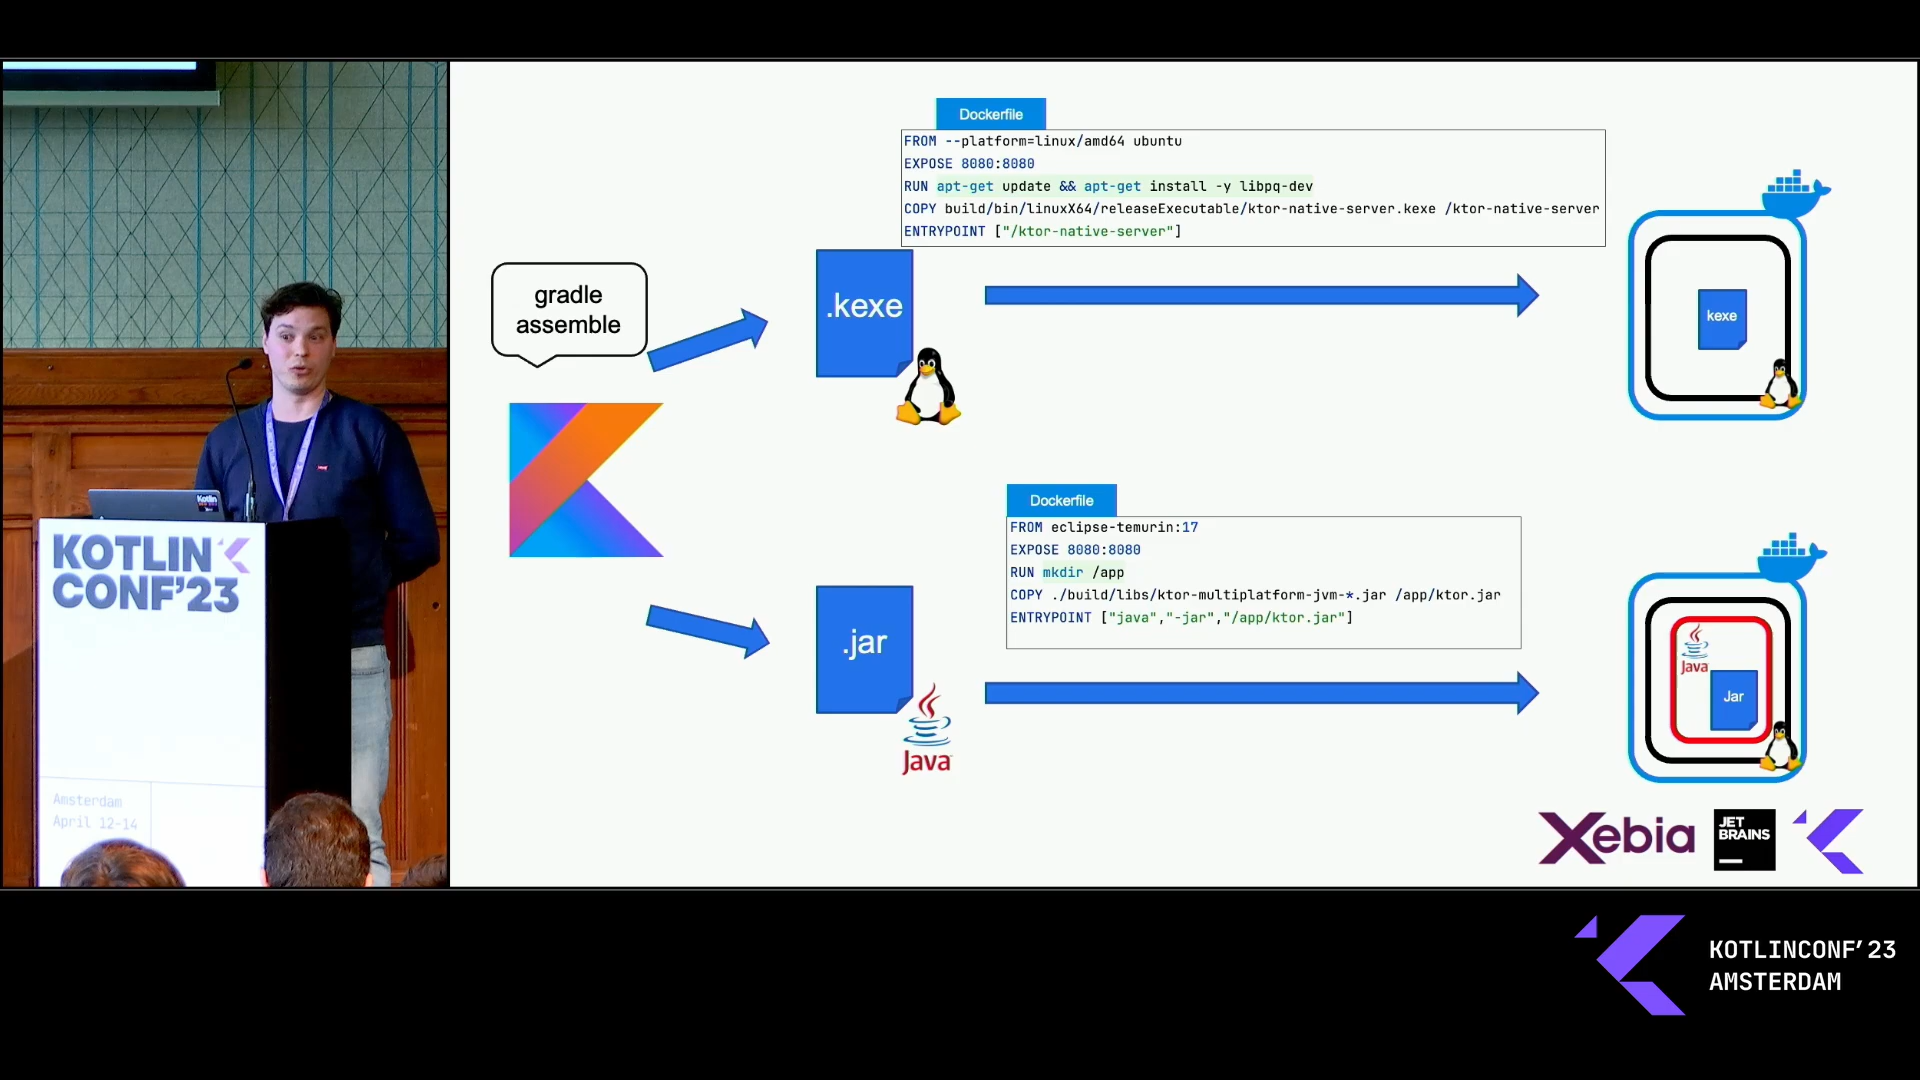 Dockerfile
FROM --platform=linux/amd64 ubuntu
EXPOSE 8080:8080
RUN apt-get update && apt-get install -y libpq-dev
COPY build/bin/linuxX64/releaseExecutable/ktor-native-server.kexe /ktor-native-server
ENTRYPOINT ["/ktor-native-server"]
gradle
assemble
.kexe
kexe
Dockerfile
FROM eclipse-temurin:17
EXPOSE 8080:8080
RUN mkdir /app
COPY ./build/libs/ktor-multiplatform-jvm-*.jar /app/ktor.jar
ENTRYPOINT ["java","-jar","/app/ktor.jar"]
.jar
Java
Java
Jar
Xebia
JET
BRAINS
Kotlin
KOTLIN
CONF'23
Amsterdam
April 12-14
KOTLINCONF'23
AMSTERDAM